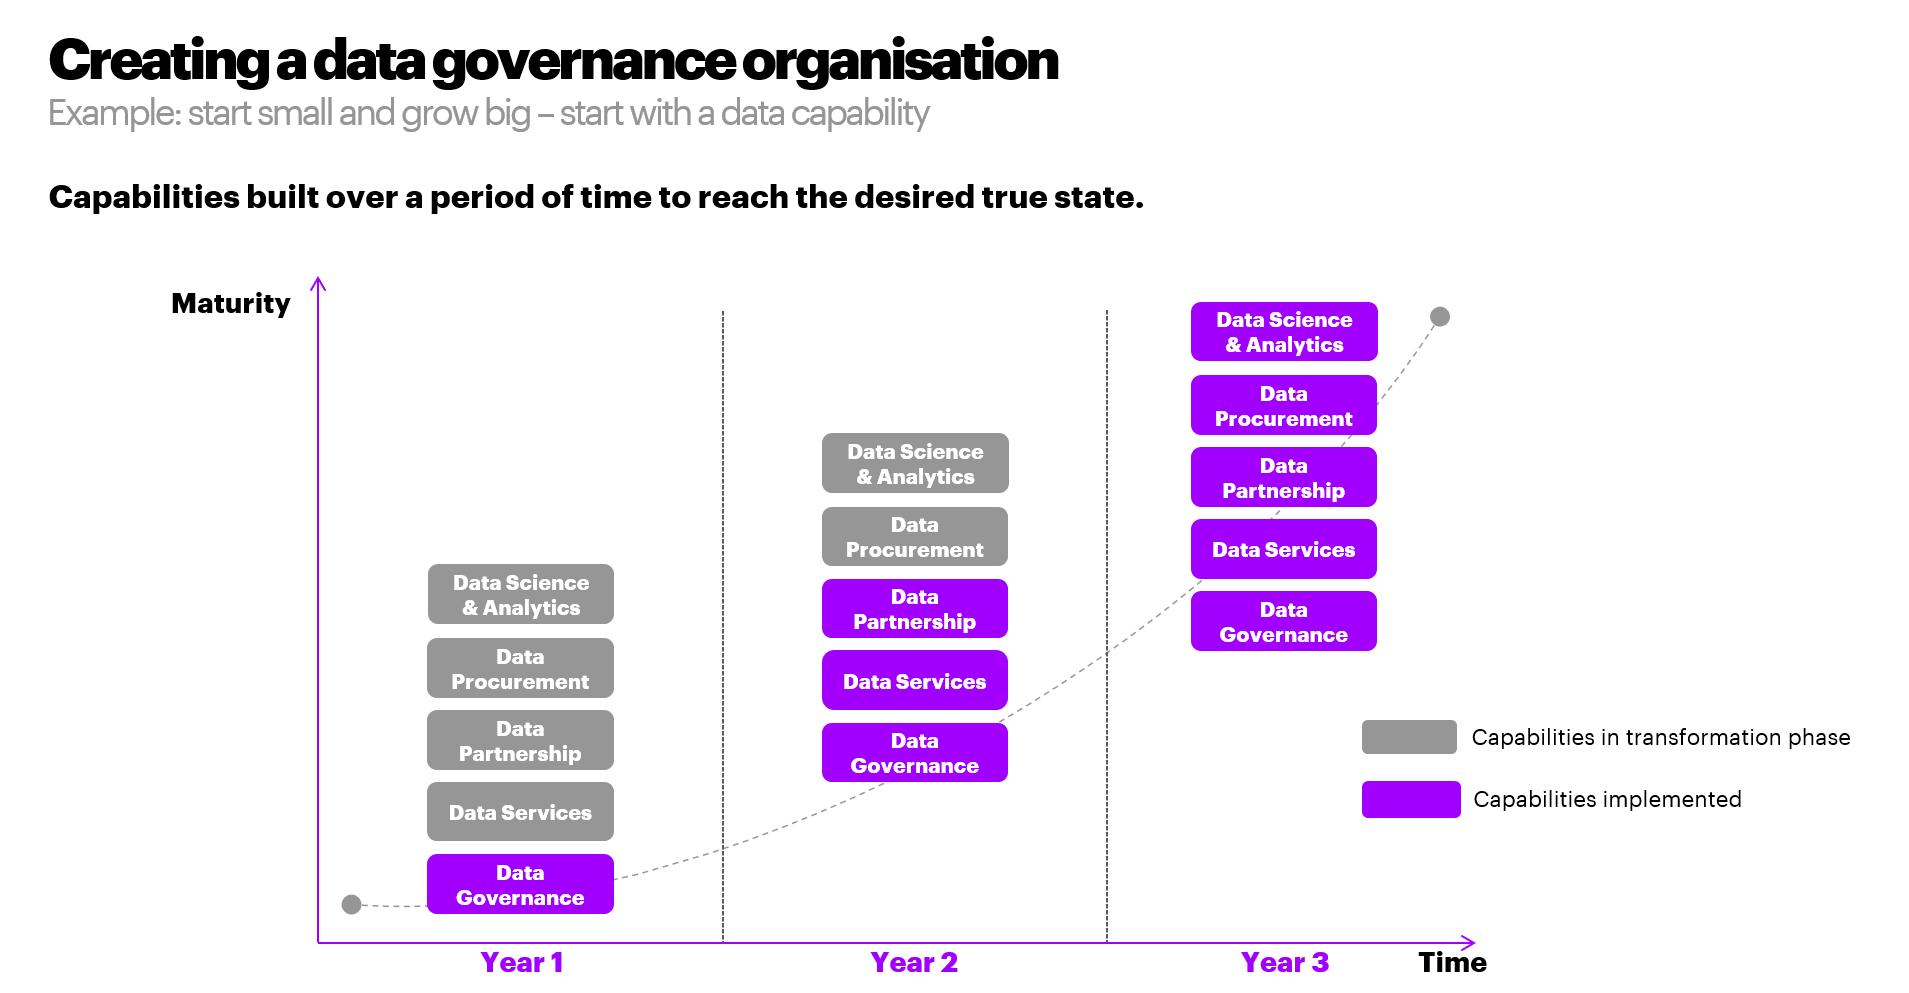 Creating a data governance organisation
Example: start small and grow big – start with a data capability
Capabilities built over a period of time to reach the desired true state.
Maturity
Data Science
& Analytics
Data
Procurement
Data
Partnership
Data Services
Data
Governance
Data Science
& Analytics
Data
Procurement
Data
Partnership
Data Services
Data
Governance
Data Science
& Analytics
Data
Procurement
Data
Partnership
Data Services
Data
Governance
Capabilities in transformation phase
Capabilities implemented
Year 1
Year 2
Year 3
Time